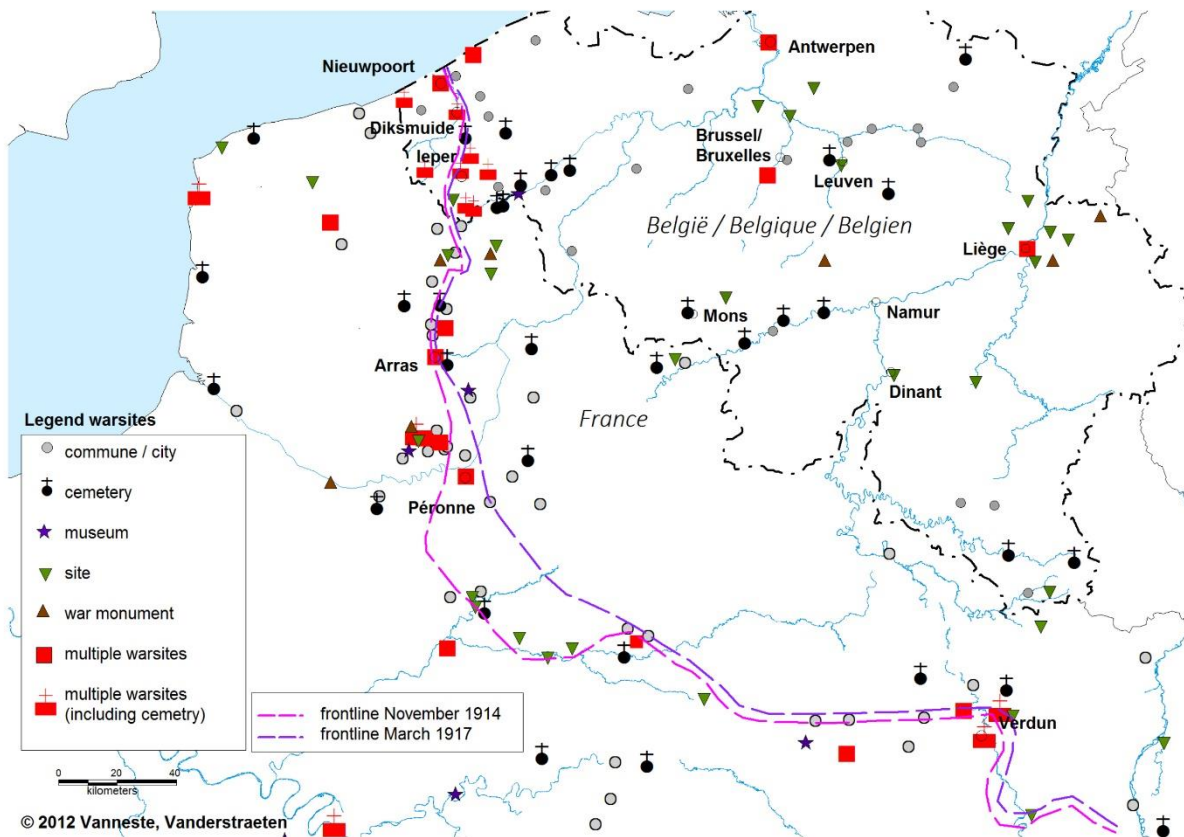 Antwerpen
Nieuwpoort
Diksmuide
Brussel/
Bruxelles
Ieper
Leuven
België / Belgique / Belgien
Liège
Mons
Namur
Arras
Dinant
France
Legend warsites
commune / city
cemetery
museum
site
war monument
multiple warsites
multiple warsites
(including cemetry)
Péronne
frontline November 1914
frontline March 1917
Verdun
0 20 40
kilometers
© 2012 Vanneste, Vanderstraeten